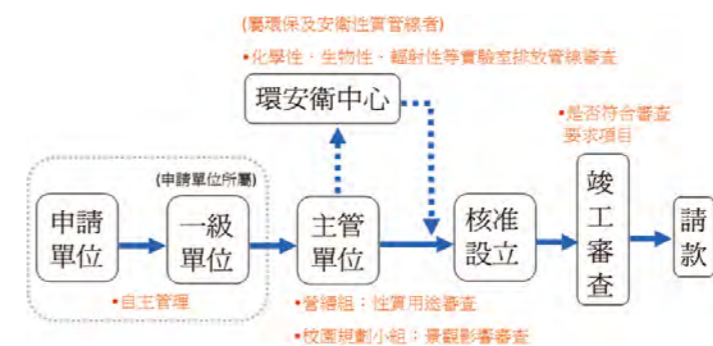 (屬環保及安衛性質管線者)
•化學性、生物性、輻射性等實驗室排放管線審查
環安衛中心
•是否符合審查
要求項目
(申請單位所屬)
申請
單位
一級
單位
主管
單位
核准
設立
竣工審查
請款
•自主管理
•營繕組：性質用途審查
•校園規劃小組：景觀影響審查